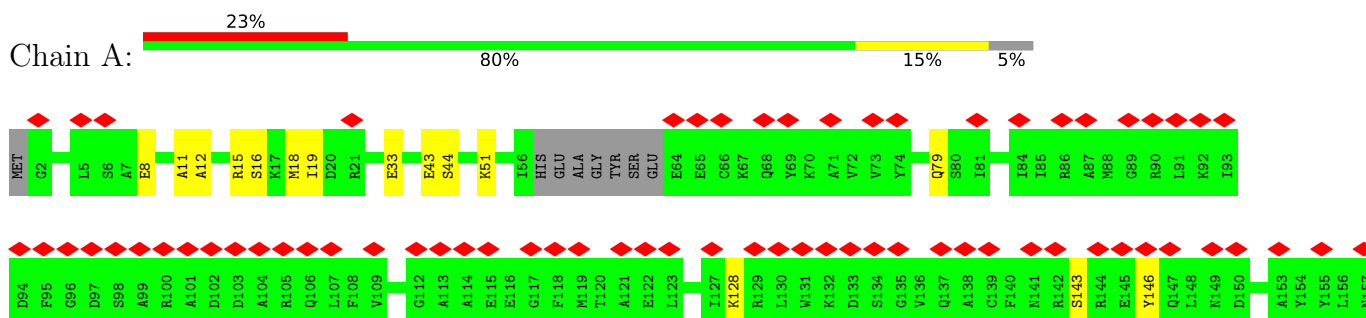 23%
Chain A:
80% 15% 5%
MET G2 L5 S6 A7 E8 A11 A12 R15 S16 K17 M18 I19 D20 R21 E33 E43 S44 K51 I56 HIS GLU ALA GLY TYR SER GLU E64 E65 C66 K67 Q68 Y69 K70 A71 V72 V73 Y74 Q79 S80 I81 I84 I85 R86 A87 M88 G89 R90 L91 K92 I93
D94 F95 G96 D97 S98 A99 R100 A101 D102 D103 A104 R105 Q106 L107 F108 V109 G112 A113 A114 E115 E116 G117 F118 M119 T120 A121 E122 L123 I127 K128 R129 L130 W131 K132 D133 S134 G135 V136 Q137 A138 C139 F140 N141 R142 S143 R144 E145 Y146 Q147 L148 N149 D150 A153 Y154 Y155 L156 N157